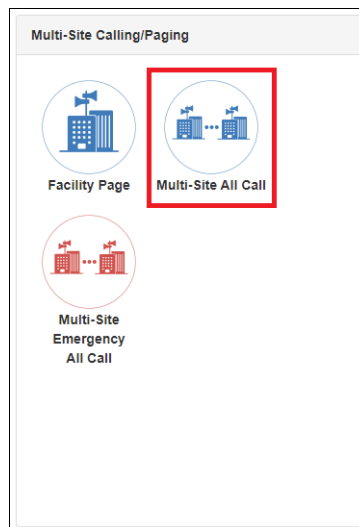 Multi-Site Calling/Paging
Facility Page
Multi-Site All Call
Multi-Site
Emergency
All Call